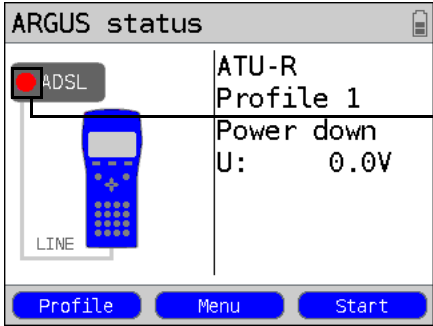 ARGUS status
ADSL
LINE
ATU-R
Profile 1
Power down
U: 0.0V
Profile Menu Start